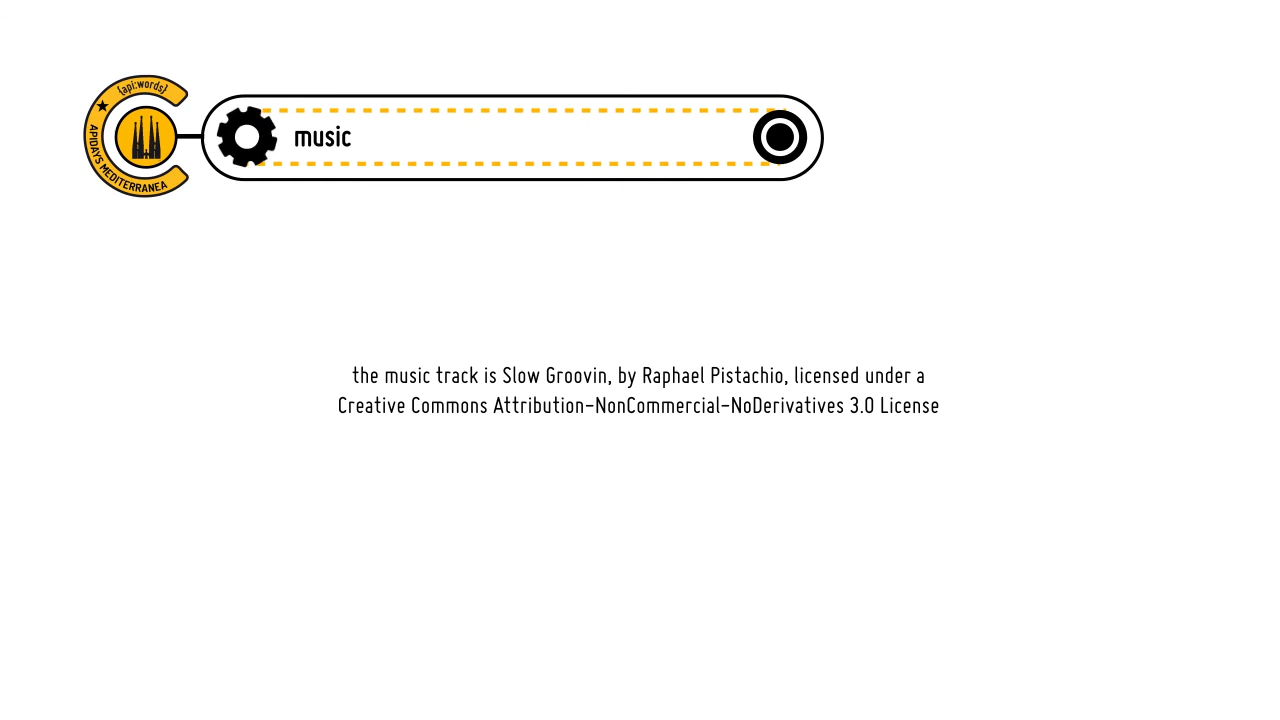 {api:words}
APIDAYS MEDITERRANEA
music
the music track is Slow Groovin, by Raphael Pistachio, licensed under a
Creative Commons Attribution-NonCommercial-NoDerivatives 3.0 License